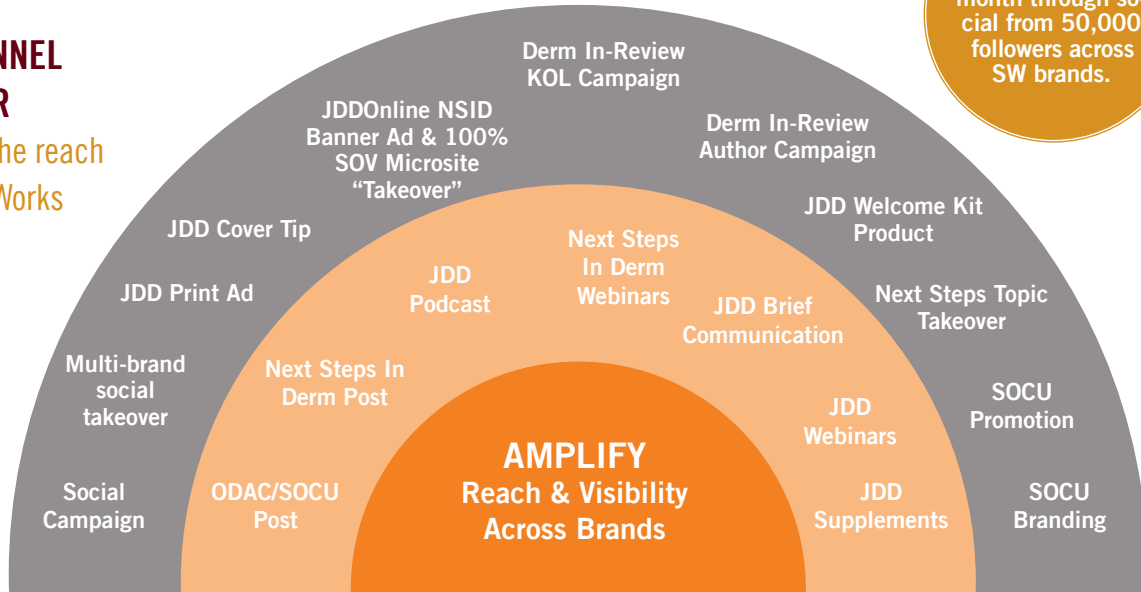 NNEL
R
he reach
Works
month through so-
cial from 50,000
followers across
SW brands.
Social
Campaign
Multi-brand
social
takeover
JDD Print Ad
JDD Cover Tip
JDDOnline NSID
Banner Ad & 100%
SOV Microsite
“Takeover”
Derm In-Review
KOL Campaign
Derm In-Review
Author Campaign
JDD Welcome Kit
Product
Next Steps Topic
Takeover
SOCU
Promotion
SOCU
Branding
ODAC/SOCU
Post
Next Steps In
Derm Post
JDD
Podcast
Next Steps
In Derm
Webinars
JDD Brief
Communication
JDD
Webinars
JDD
Supplements
AMPLIFY
Reach & Visibility
Across Brands